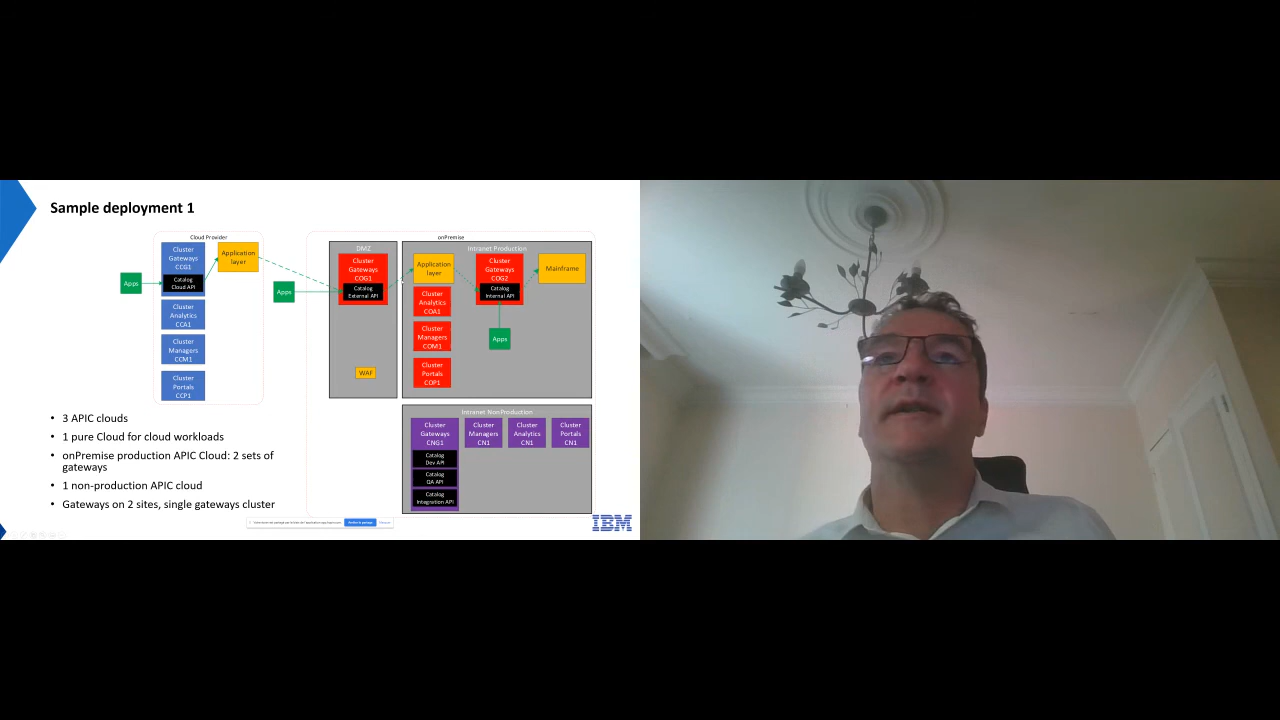 Sample deployment 1
Cloud Provider
Cluster
Gateways
CCG1
Catalog
Cloud API
Application
layer
Apps
Cluster
Analytics
CCA1
Cluster
Managers
CCM1
Cluster
Portals
CCP1
Apps
onPremise
DMZ
Cluster
Gateways
COG1
Catalog
External API
WAF
Intranet Production
Application
layer
Cluster
Gateways
COG2
Catalog
Internal API
Mainframe
Cluster
Analytics
COA1
Cluster
Managers
COM1
Cluster
Portals
COP1
Apps
Intranet NonProduction
Cluster
Gateways
CNG1
Catalog
Dev API
Catalog
QA API
Catalog
Integration API
Cluster
Managers
CN1
Cluster
Analytics
CN1
Cluster
Portals
CN1
• 3 APIC clouds
• 1 pure Cloud for cloud workloads
• onPremise production APIC Cloud: 2 sets of
gateways
• 1 non-production APIC cloud
• Gateways on 2 sites, single gateways cluster
IBM